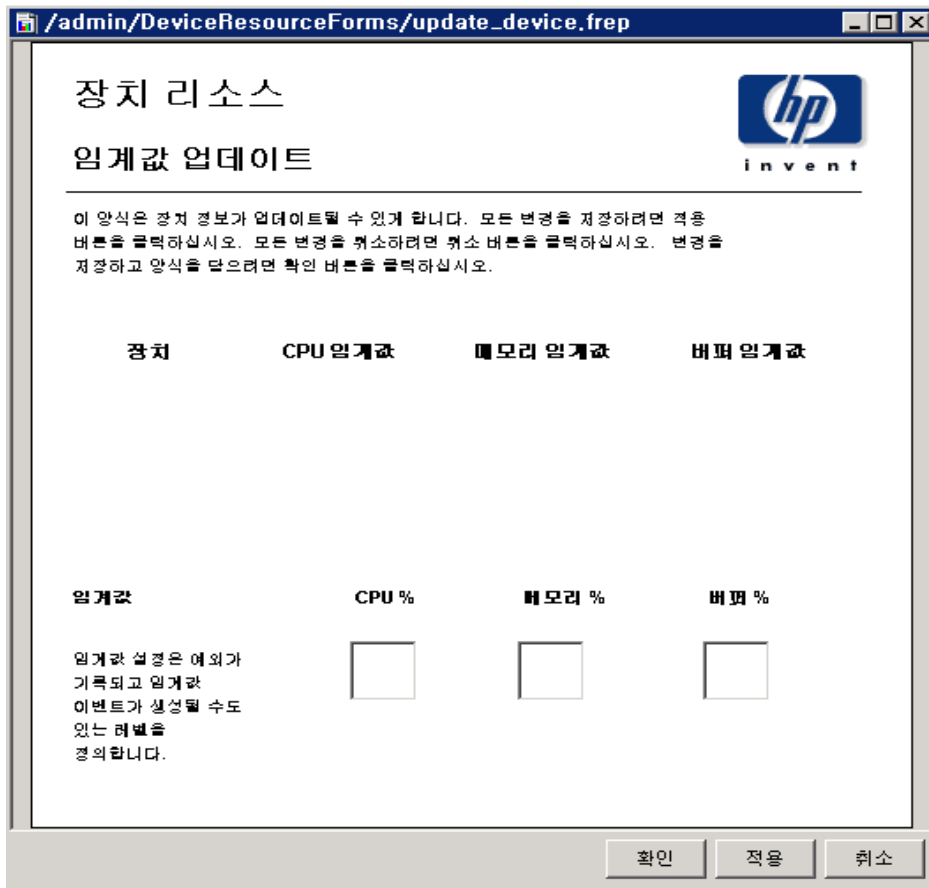 /admin/DeviceResourceForms/update_device.frep
장치 리소스
hp
invent
임계값 업데이트
이 양식은 장치 정보가 업데이트될 수 있게 합니다. 모든 변경을 저장하려면 적용
버튼을 클릭하십시오. 모든 변경을 취소하려면 취소 버튼을 클릭하십시오. 변경을
저장하고 양식을 닫으려면 확인 버튼을 클릭하십시오.
장치 CPU 임계값 메모리 임계값 버퍼 임계값
임계값 CPU % 메모리 % 버퍼 %
임계값 설정은 예외가
기록되고 임계값
이벤트가 생성될 수도
있는 레벨을
정의합니다.
확인 적용 취소